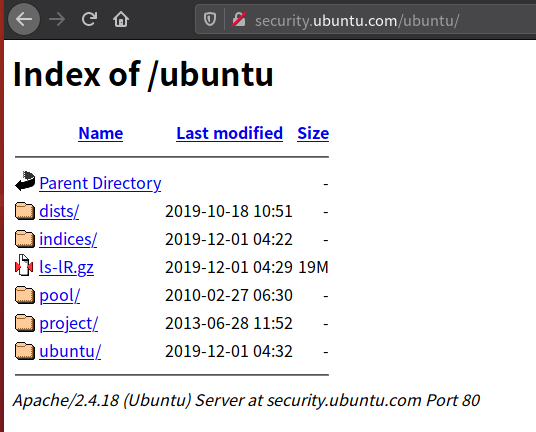 security.ubuntu.com/ubuntu/
Index of /ubuntu
Name Last modified Size
Parent Directory -
dists/ 2019-10-18 10:51 -
indices/ 2019-12-01 04:22 -
ls-lR.gz 2019-12-01 04:29 19M
pool/ 2010-02-27 06:30 -
project/ 2013-06-28 11:52 -
ubuntu/ 2019-12-01 04:32 -
Apache/2.4.18 (Ubuntu) Server at security.ubuntu.com Port 80